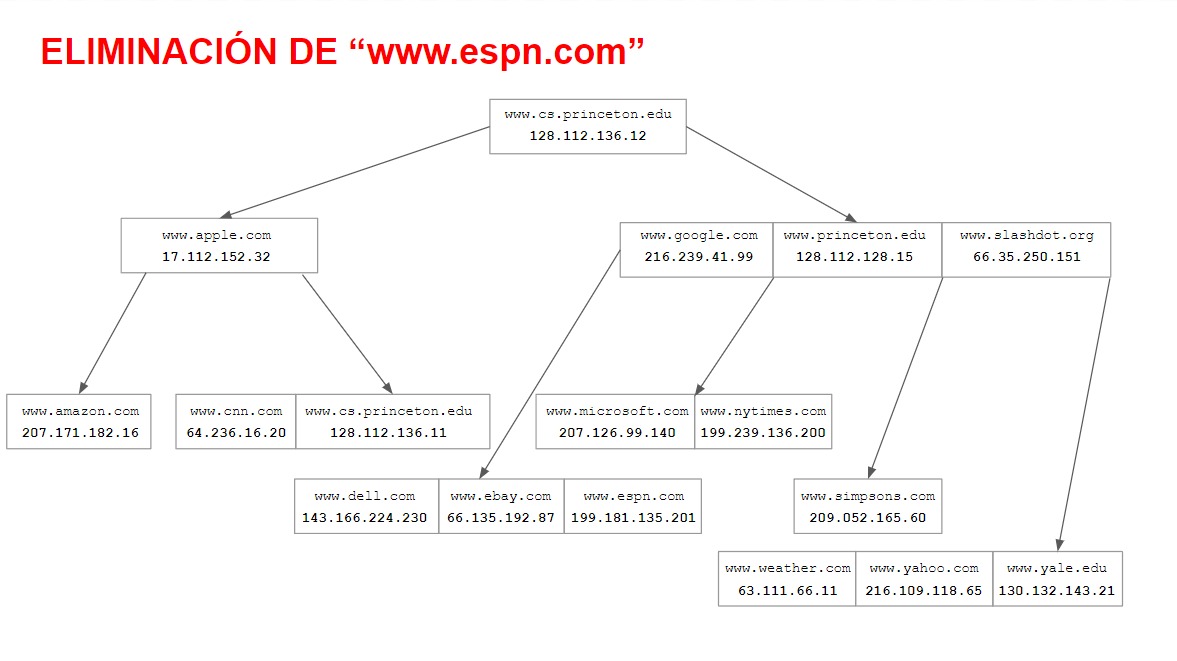 ELIMINACIÓN DE “www.espn.com”
www.cs.princeton.edu
128.112.136.12
www.apple.com
17.112.152.32
www.google.com
216.239.41.99
www.princeton.edu
128.112.128.15
www.slashdot.org
66.35.250.151
www.amazon.com
207.171.182.16
www.cnn.com
64.236.16.20
www.cs.princeton.edu
128.112.136.11
www.microsoft.com
207.126.99.140
www.nytimes.com
199.239.136.200
www.dell.com
143.166.224.230
www.ebay.com
66.135.192.87
www.espn.com
199.181.135.201
www.simpsons.com
209.052.165.60
www.weather.com
63.111.66.11
www.yahoo.com
216.109.118.65
www.yale.edu
130.132.143.21